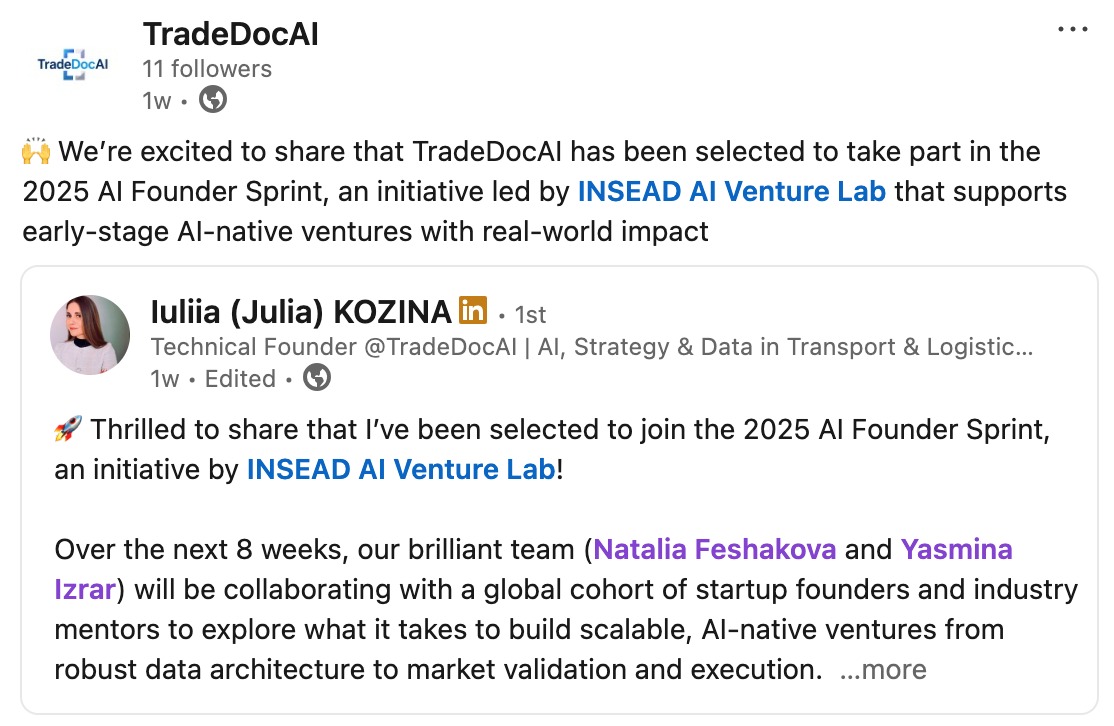 TradeDocAI
TradeDocAI
11 followers
1w •
🙌 We’re excited to share that TradeDocAI has been selected to take part in the
2025 AI Founder Sprint, an initiative led by INSEAD AI Venture Lab that supports
early-stage AI-native ventures with real-world impact
Iuliia (Julia) KOZINA in • 1st
Technical Founder @TradeDocAI | AI, Strategy & Data in Transport & Logistic...
1w • Edited •
🚀 Thrilled to share that I’ve been selected to join the 2025 AI Founder Sprint,
an initiative by INSEAD AI Venture Lab!
Over the next 8 weeks, our brilliant team (Natalia Feshakova and Yasmina
Izrar) will be collaborating with a global cohort of startup founders and industry
mentors to explore what it takes to build scalable, AI-native ventures from
robust data architecture to market validation and execution. ...more